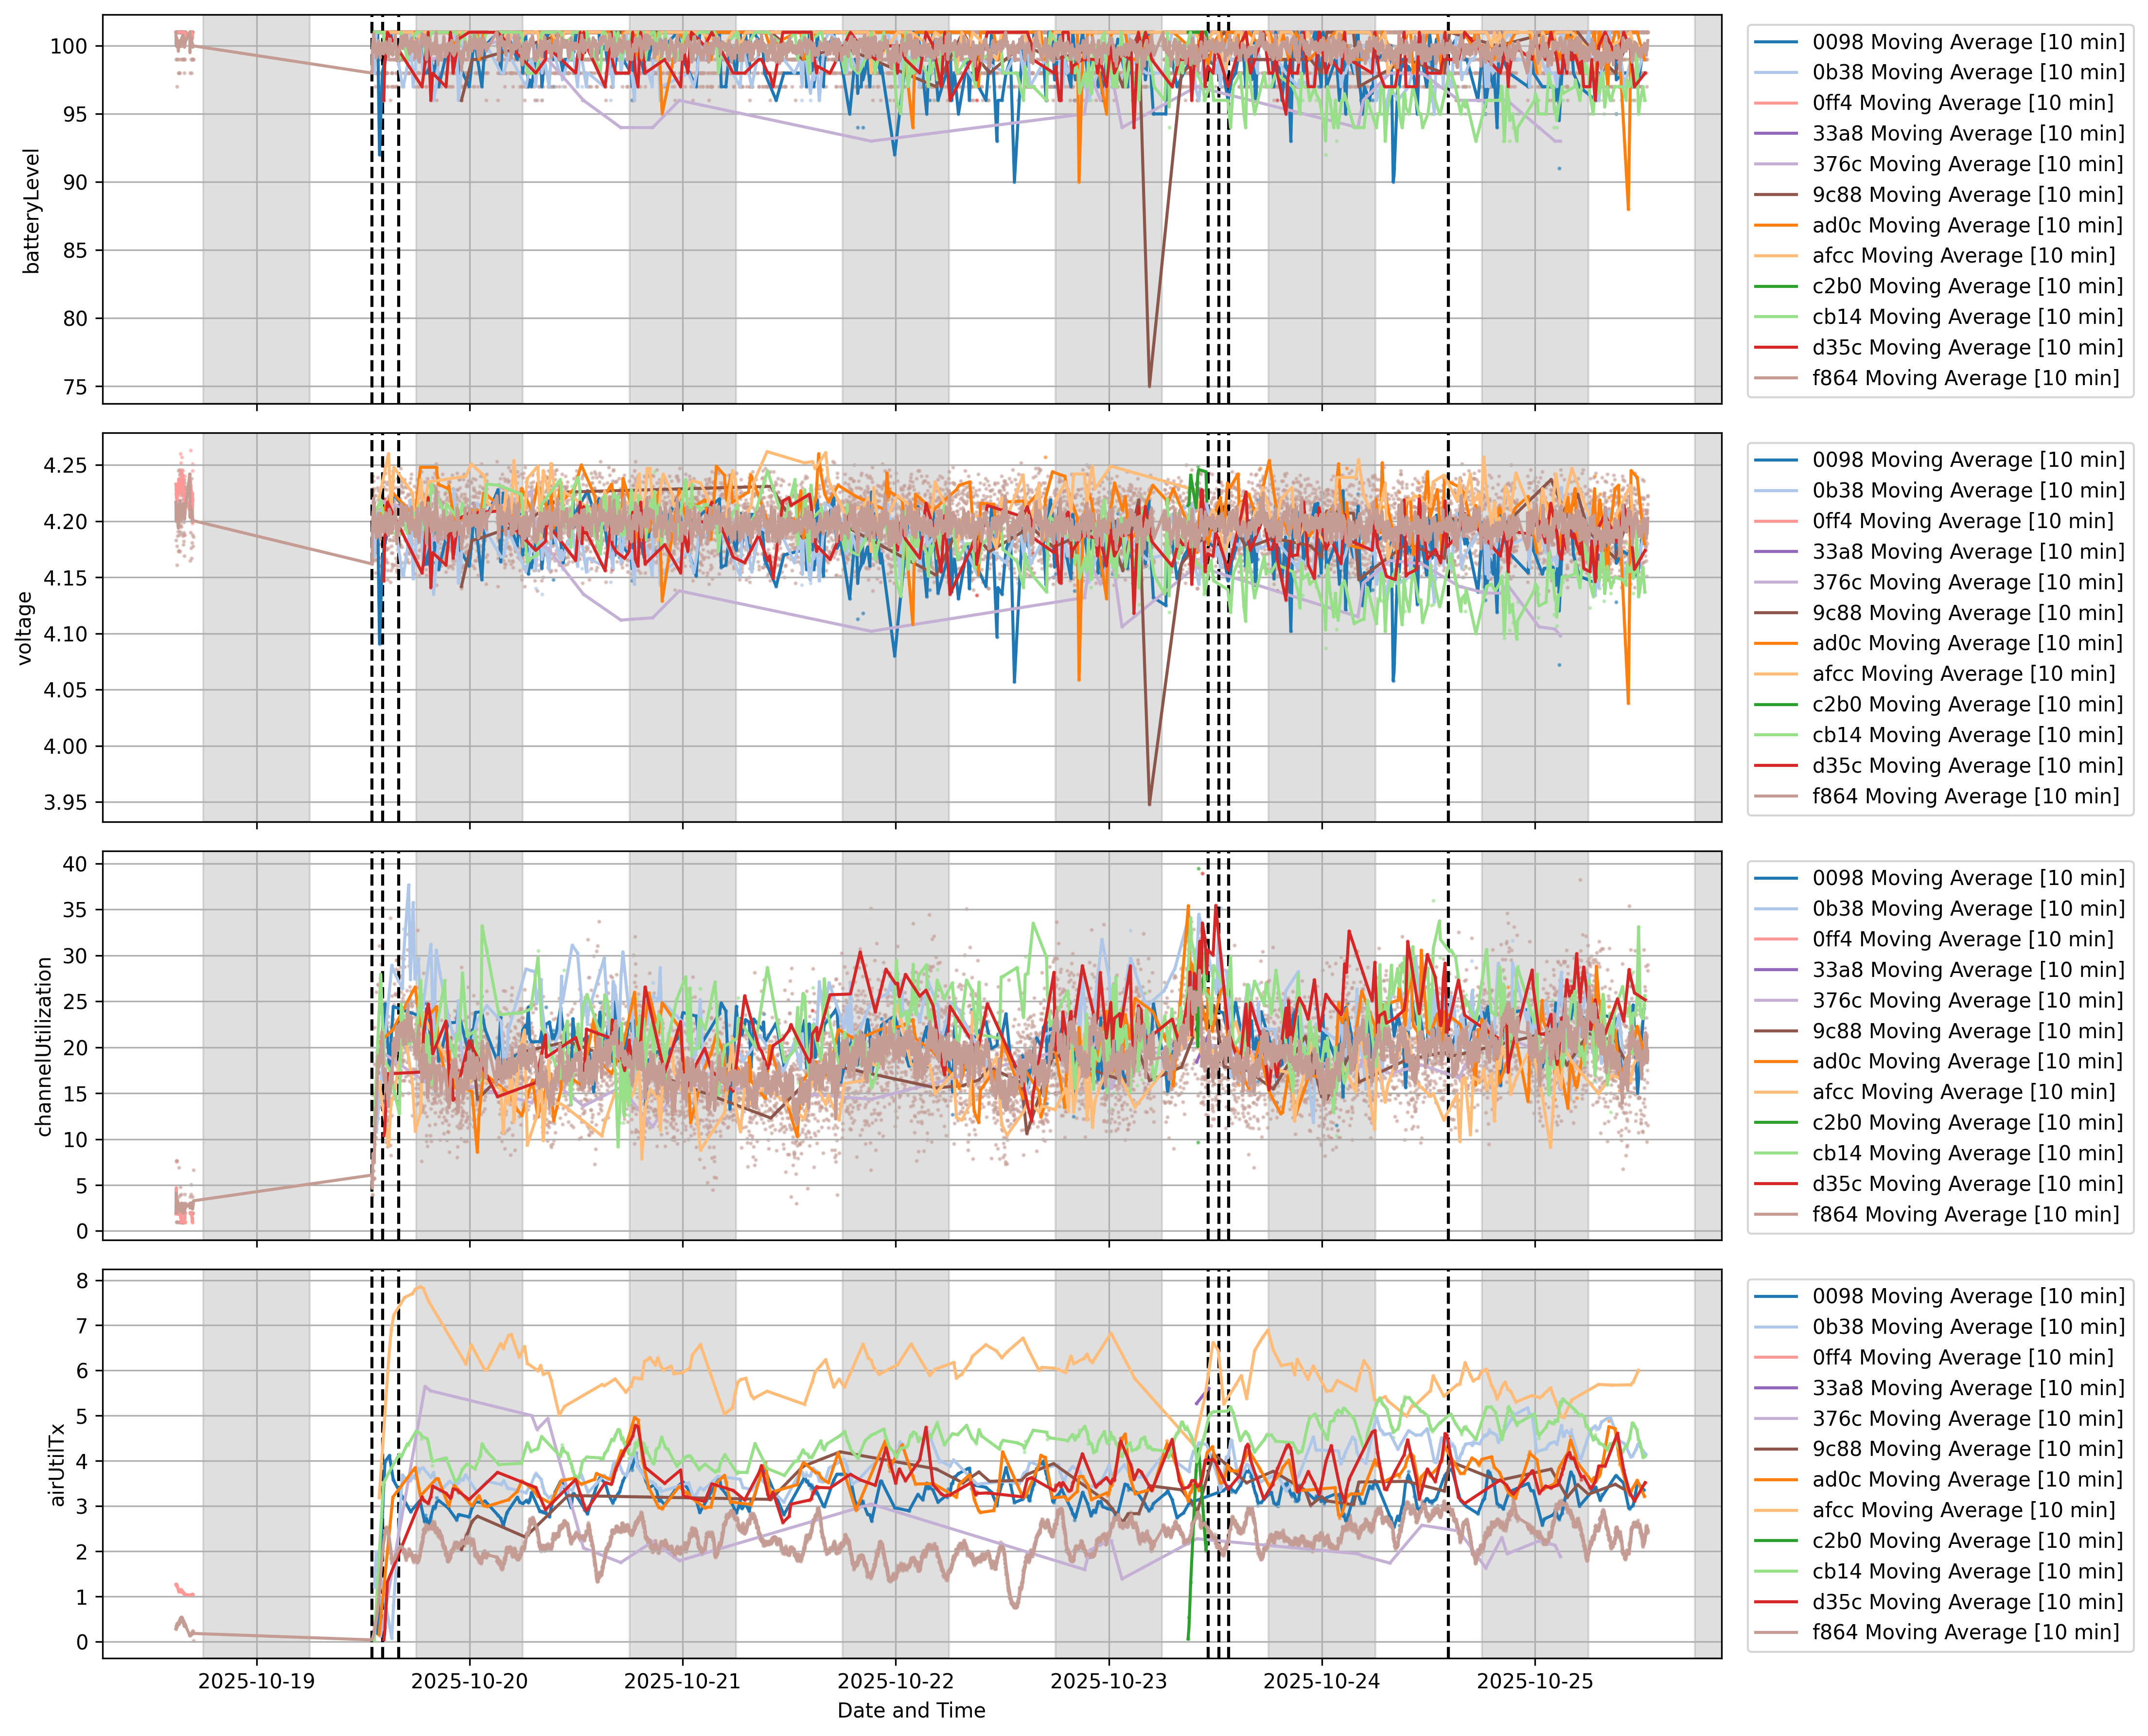 batteryLevel
100
95
90
85
80
75
0098 Moving Average [10 min]
0b38 Moving Average [10 min]
0ff4 Moving Average [10 min]
33a8 Moving Average [10 min]
376c Moving Average [10 min]
9c88 Moving Average [10 min]
ad0c Moving Average [10 min]
afcc Moving Average [10 min]
c2b0 Moving Average [10 min]
cb14 Moving Average [10 min]
d35c Moving Average [10 min]
f864 Moving Average [10 min]
voltage
4.25
4.20
4.15
4.10
4.05
4.00
3.95
0098 Moving Average [10 min]
0b38 Moving Average [10 min]
0ff4 Moving Average [10 min]
33a8 Moving Average [10 min]
376c Moving Average [10 min]
9c88 Moving Average [10 min]
ad0c Moving Average [10 min]
afcc Moving Average [10 min]
c2b0 Moving Average [10 min]
cb14 Moving Average [10 min]
d35c Moving Average [10 min]
f864 Moving Average [10 min]
channelUtilization
40
35
30
25
20
15
10
5
0
0098 Moving Average [10 min]
0b38 Moving Average [10 min]
0ff4 Moving Average [10 min]
33a8 Moving Average [10 min]
376c Moving Average [10 min]
9c88 Moving Average [10 min]
ad0c Moving Average [10 min]
afcc Moving Average [10 min]
c2b0 Moving Average [10 min]
cb14 Moving Average [10 min]
d35c Moving Average [10 min]
f864 Moving Average [10 min]
airUtilTx
8
7
6
5
4
3
2
1
0
0098 Moving Average [10 min]
0b38 Moving Average [10 min]
0ff4 Moving Average [10 min]
33a8 Moving Average [10 min]
376c Moving Average [10 min]
9c88 Moving Average [10 min]
ad0c Moving Average [10 min]
afcc Moving Average [10 min]
c2b0 Moving Average [10 min]
cb14 Moving Average [10 min]
d35c Moving Average [10 min]
f864 Moving Average [10 min]
2025-10-19
2025-10-20
2025-10-21
2025-10-22
2025-10-23
2025-10-24
2025-10-25
Date and Time